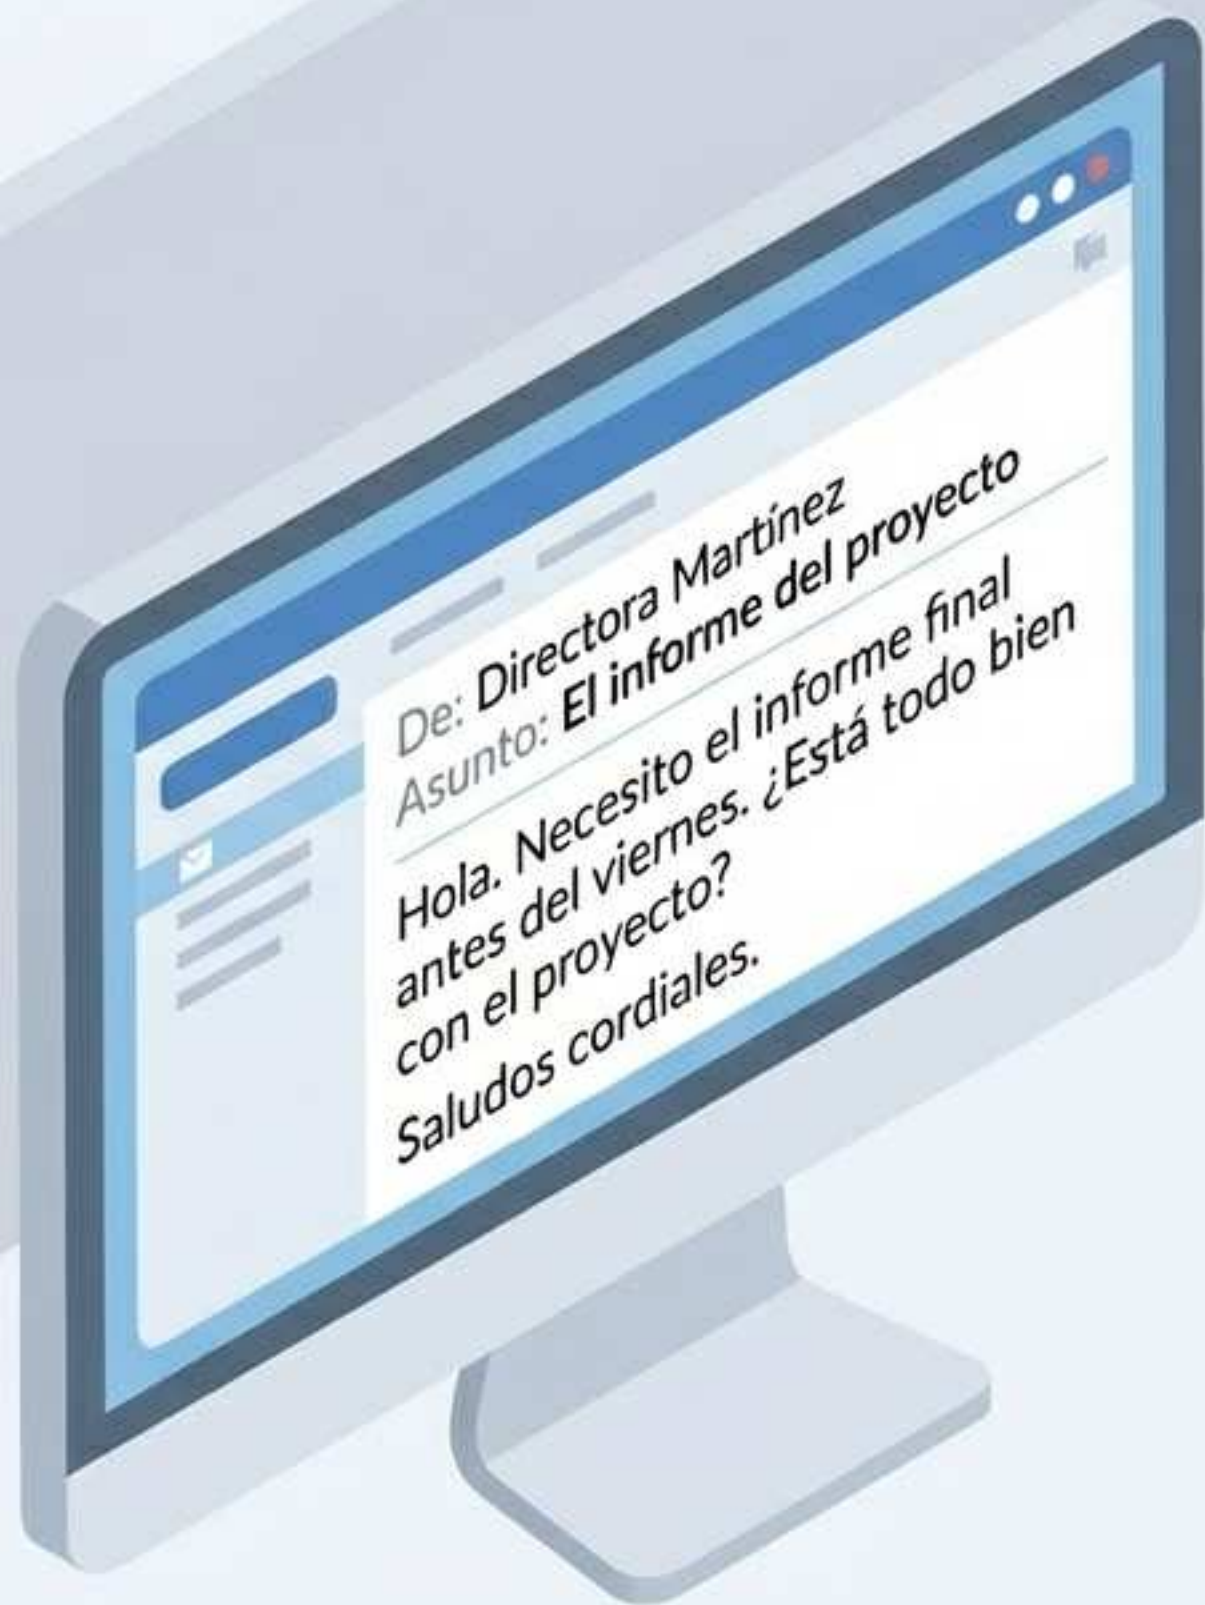 De: Directora Martínez
Asunto: El informe del proyecto
Hola. Necesito el informe final
antes del viernes. ¿Está todo bien
con el proyecto?
Saludos cordiales.